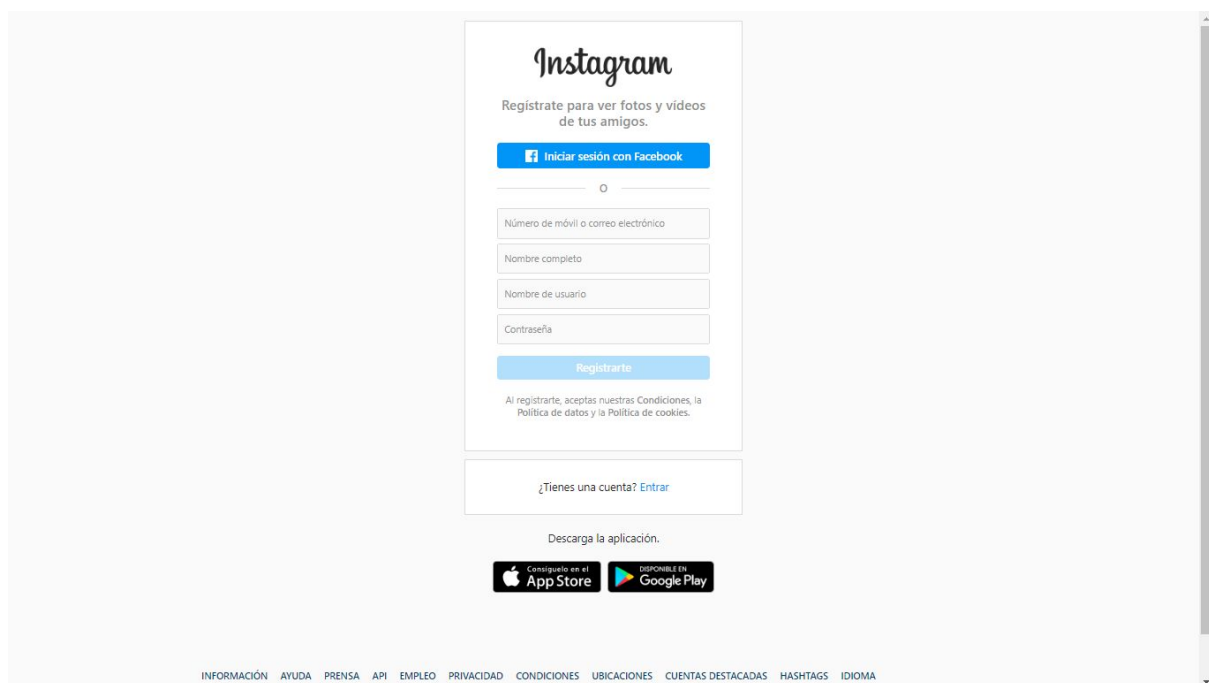 Instagram
Regístrate para ver fotos y vídeos
de tus amigos.
Iniciar sesión con Facebook
O
Número de móvil o correo electrónico
Nombre completo
Nombre de usuario
Contraseña
Registrarte
Al registrarte, aceptas nuestras Condiciones, la
Política de datos y la Política de cookies.
¿Tienes una cuenta? Entrar
Descarga la aplicación.
Consíguelo en el
App Store
DISPONIBLE EN
Google Play
INFORMACIÓN AYUDA PRENSA API EMPLEO PRIVACIDAD CONDICIONES UBICACIONES CUENTAS DESTACADAS HASHTAGS IDIOMA